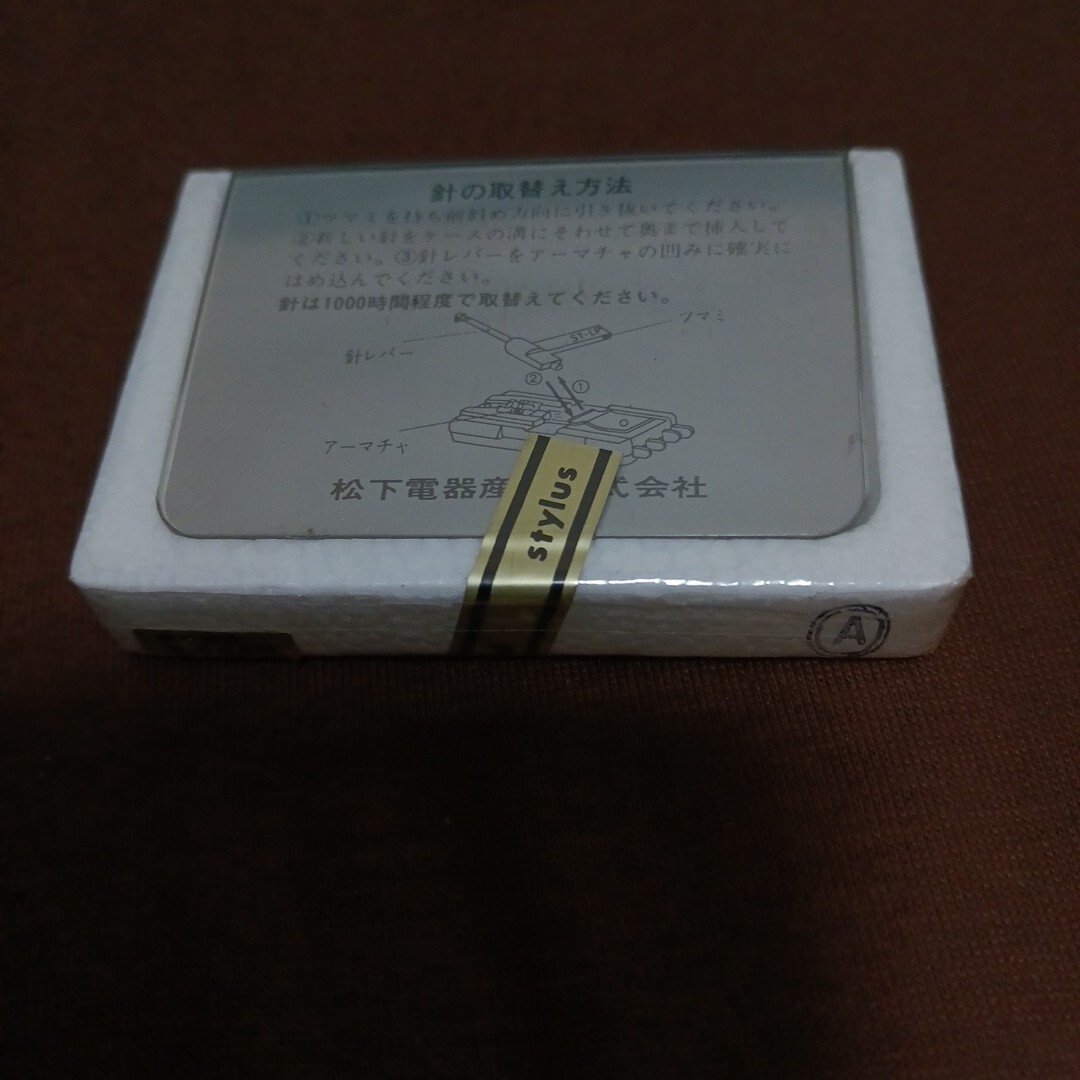 針の取替え方法
①ツマミを持ち前斜め方向に引き抜いてください。
②新しい針をケースの溝にそわせて奥まで挿入して
ください。③針レバーをアーマチャの凹みに確実に
はめ込んでください。
針は1000時間程度で取替えてください。
ツマミ
ST-LP
針レバー
②
①
アーマチャ
松下電器産 式会社
stylus
A